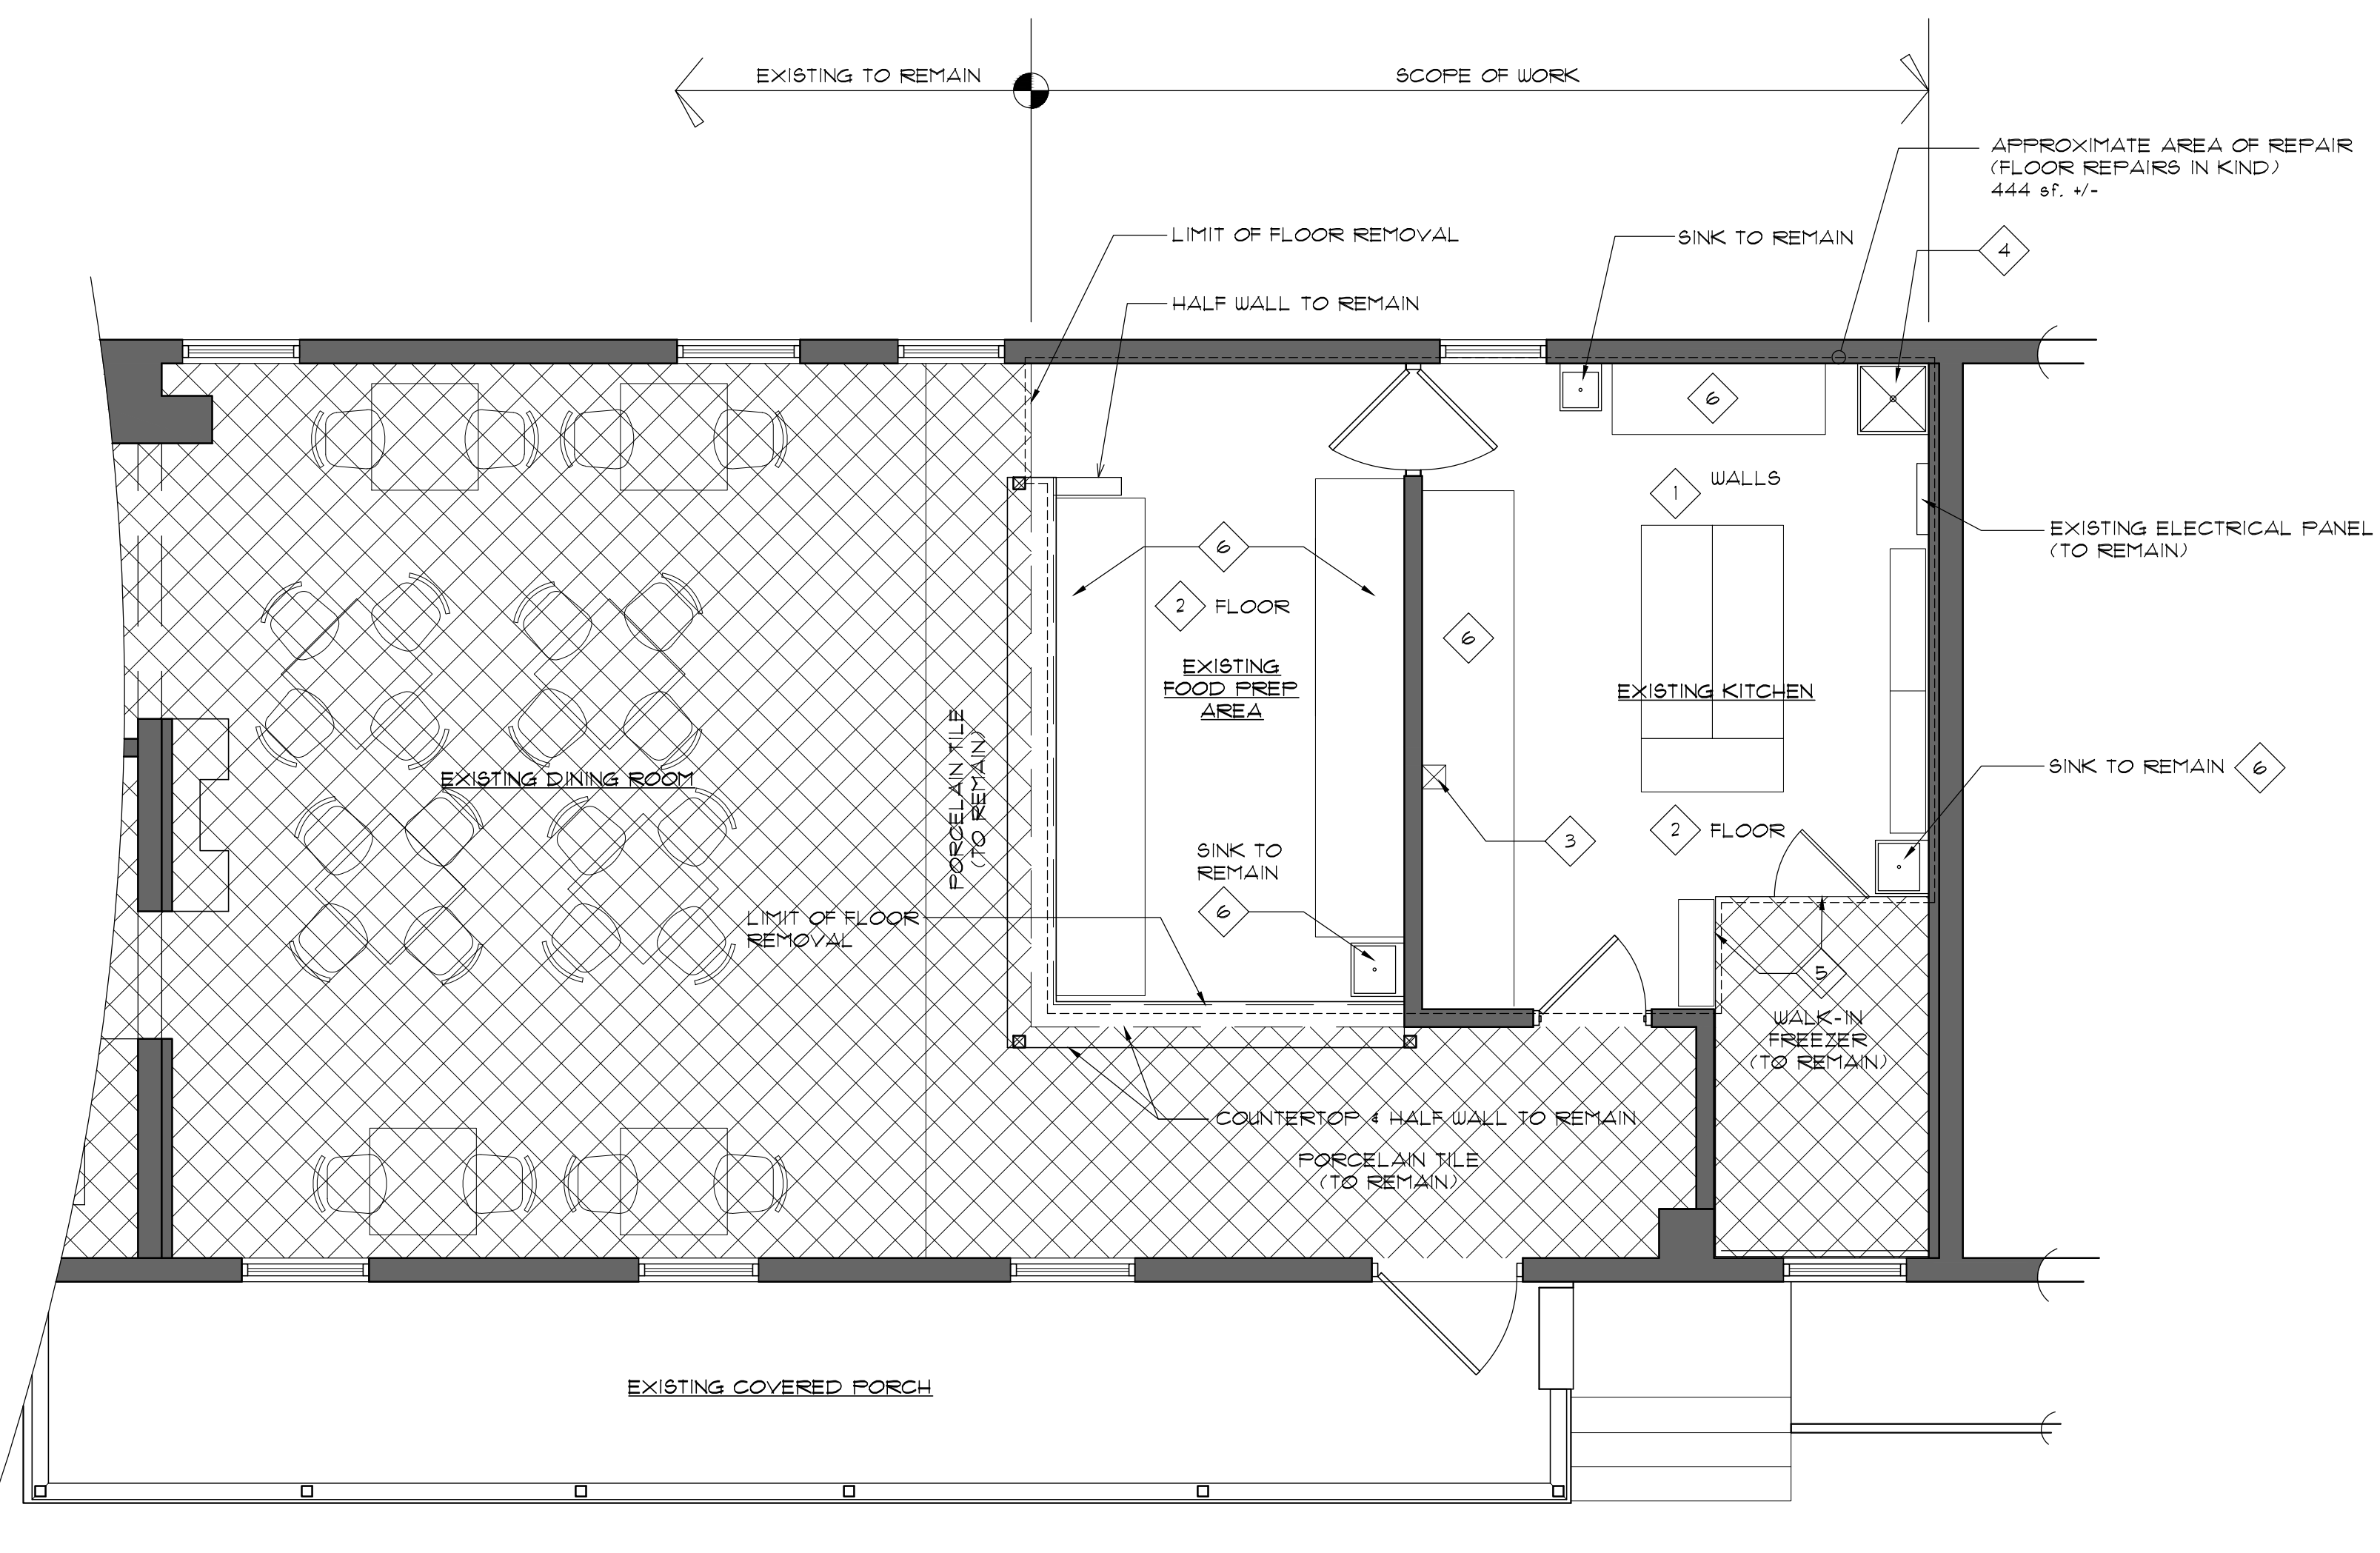 EXISTING TO REMAIN
SCOPE OF WORK
APPROXIMATE AREA OF REPAIR
(FLOOR REPAIRS IN KIND)
444 sf. +/-
LIMIT OF FLOOR REMOVAL
SINK TO REMAIN
4
HALF WALL TO REMAIN
6
1
WALLS
EXISTING ELECTRICAL PANEL
(TO REMAIN)
6
2
FLOOR
6
EXISTING
FOOD PREP
AREA
EXISTING KITCHEN
PORCELAIN TILE
(TO REMAIN)
EXISTING DINING ROOM
SINK TO REMAIN
6
2
FLOOR
3
SINK TO
REMAIN
6
LIMIT OF FLOOR
REMOVAL
5
WALK-IN
FREEZER
(TO REMAIN)
COUNTERTOP & HALF WALL TO REMAIN
PORCELAIN TILE
(TO REMAIN)
EXISTING COVERED PORCH